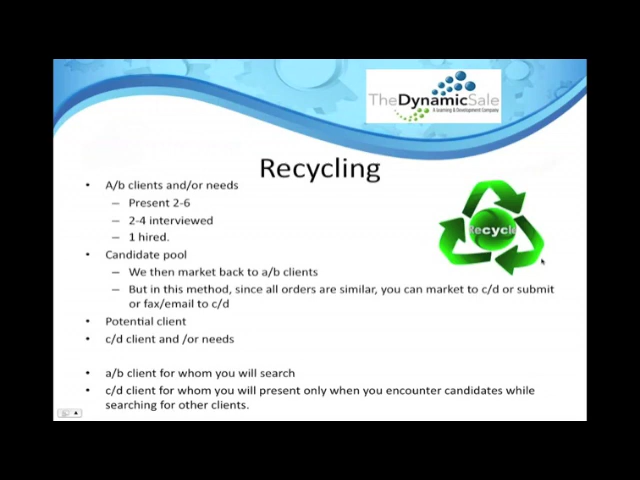 TheDynamicSale
A Learning & Development Company
Recycling
• A/b clients and/or needs
– Present 2-6
– 2-4 interviewed
– 1 hired.
Recycle
• Candidate pool
– We then market back to a/b clients
– But in this method, since all orders are similar, you can market to c/d or submit
or fax/email to c/d
• Potential client
• c/d client and /or needs
• a/b client for whom you will search
• c/d client for whom you will present only when you encounter candidates while
searching for other clients.